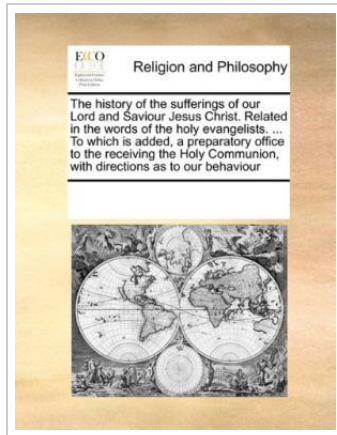 ECCO
Religion and Philosophy
The history of the sufferings of our
Lord and Saviour Jesus Christ. Related
in the words of the holy evangelists. ...
To which is added, a preparatory office
to the receiving the Holy Communion,
with directions as to our behaviour